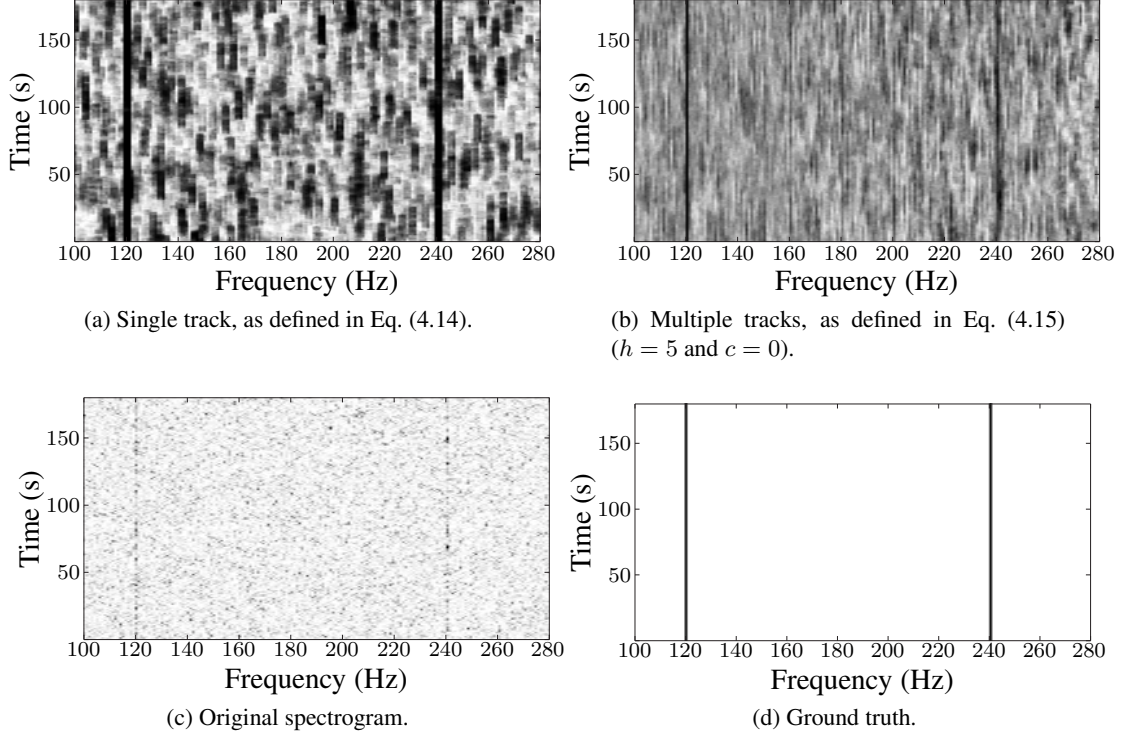 150
100
50
Time (s)
100 120 140 160 180 200 220 240 260 280
Frequency (Hz)
(a) Single track, as defined in Eq. (4.14).
150
100
50
Time (s)
100 120 140 160 180 200 220 240 260 280
Frequency (Hz)
(b) Multiple tracks, as defined in Eq. (4.15)
(h = 5 and c = 0).
150
100
50
Time (s)
100 120 140 160 180 200 220 240 260 280
Frequency (Hz)
(c) Original spectrogram.
150
100
50
Time (s)
100 120 140 160 180 200 220 240 260 280
Frequency (Hz)
(d) Ground truth.